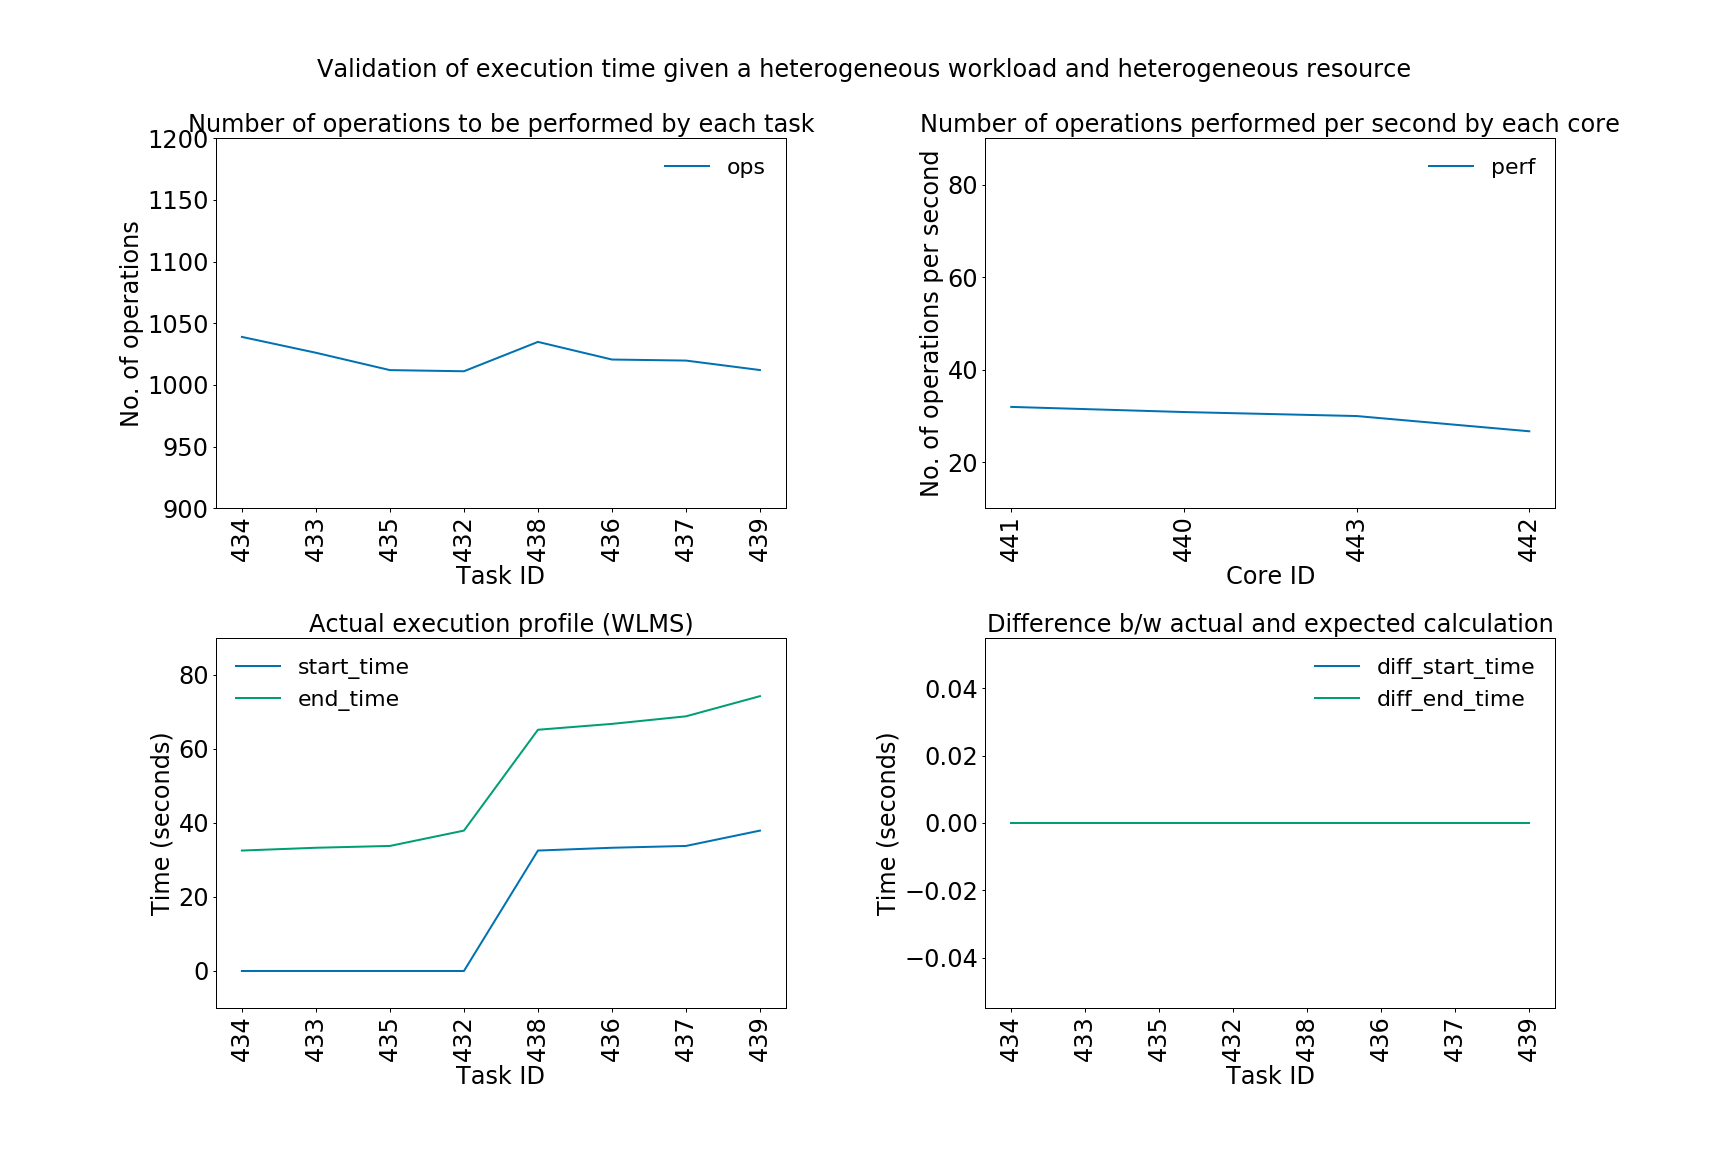 Validation of execution time given a heterogeneous workload and heterogeneous resource
Number of operations to be performed by each task
1200
1150
1100
1050
1000
950
900
No. of operations
ops
434
433
435
432
438
436
437
439
Task ID
Number of operations performed per second by each core
80
60
40
20
No. of operations per second
perf
441
440
443
442
Core ID
Actual execution profile (WLMS)
80
60
40
20
0
Time (seconds)
start_time
end_time
434
433
435
432
438
436
437
439
Task ID
Difference b/w actual and expected calculation
0.04
0.02
0.00
−0.02
−0.04
Time (seconds)
diff_start_time
diff_end_time
434
433
435
432
438
436
437
439
Task ID